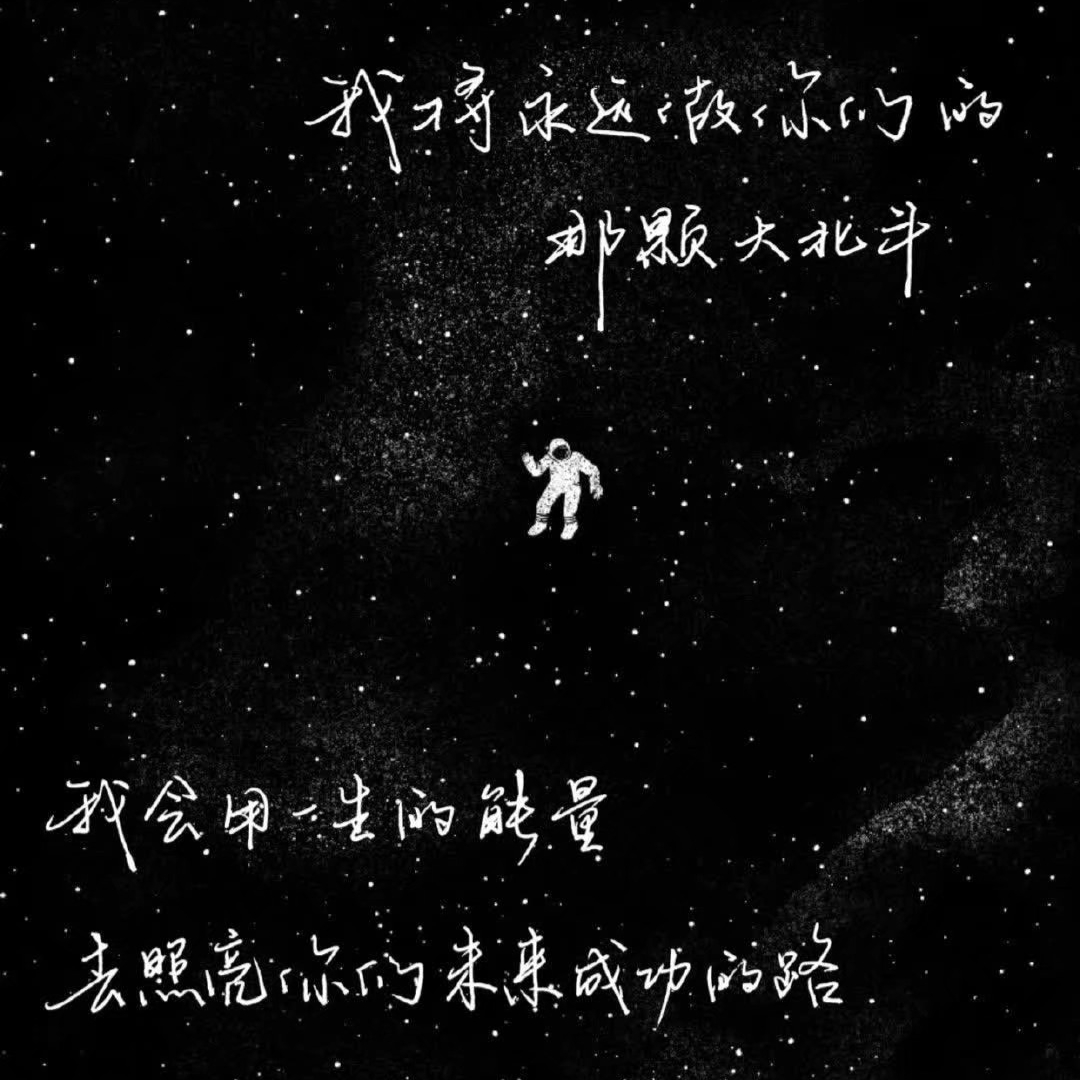 我将永远做你们的
那颗大北斗
我会用一生的能量
去照亮你们未来成功的路